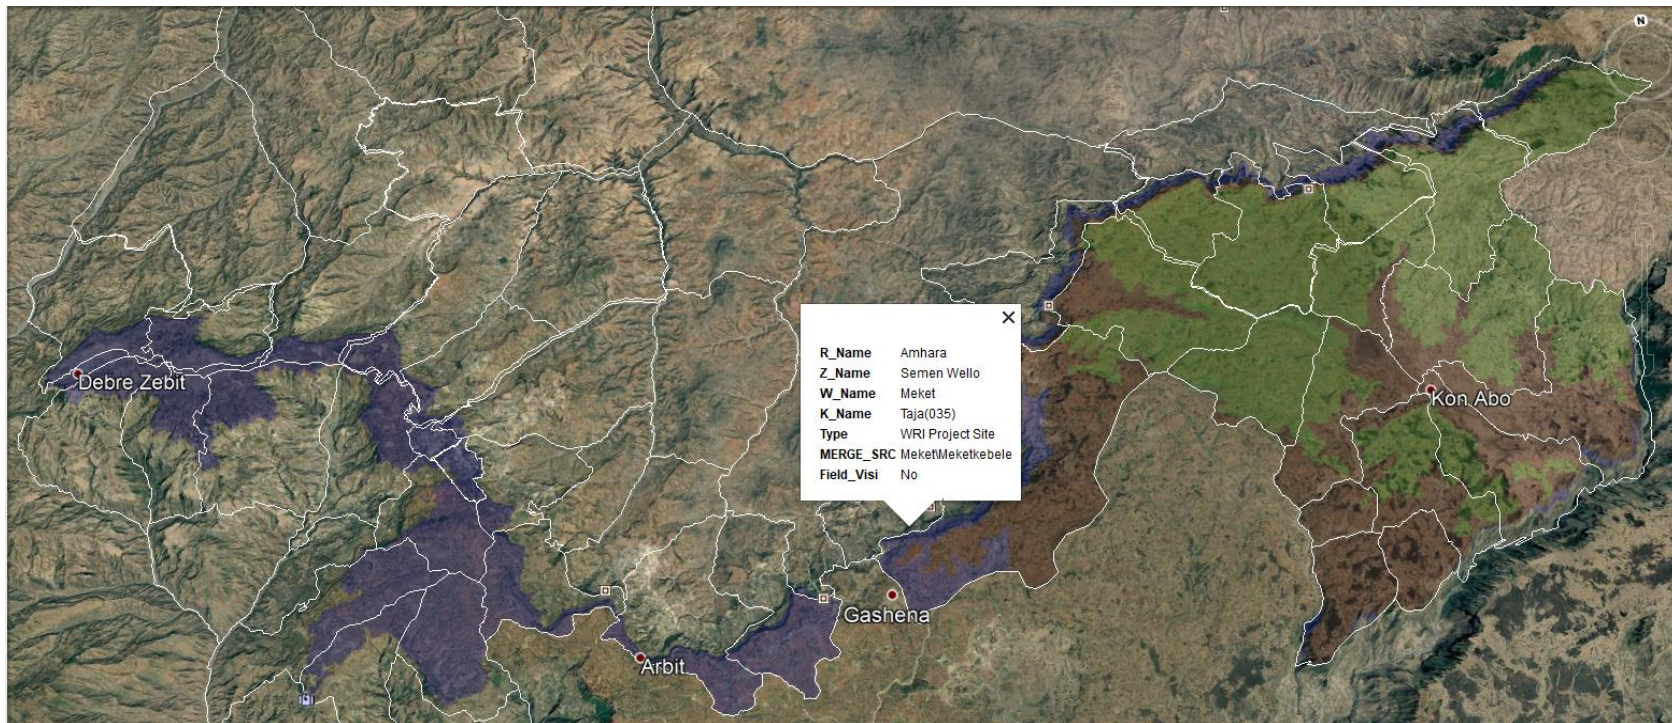 N
R_Name Amhara
Z_Name Semen Wello
W_Name Meket
K_Name Taja(035)
Type WRI Project Site
MERGE_SRC Meket\Meketkebele
Field_Visi No
Debre Zebit
Kon Abo
Gashena
Arbit